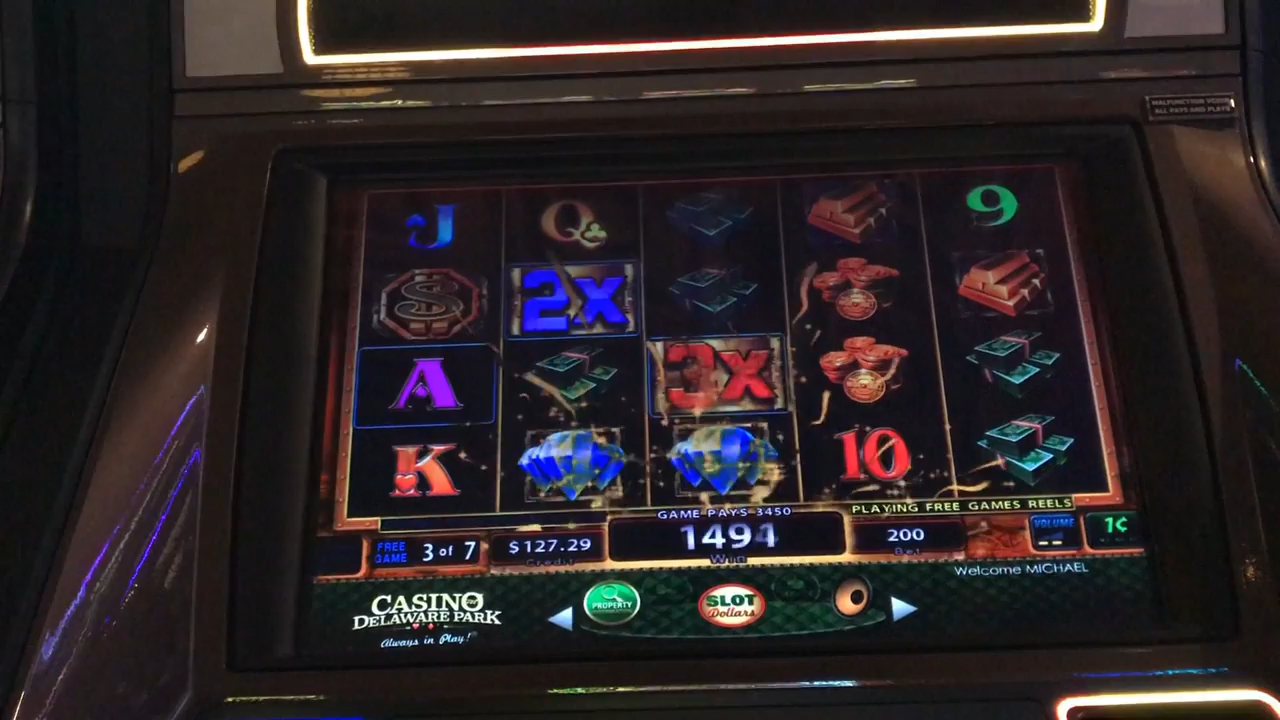 MALFUNCTION VOIDS
ALL PAYS AND PLAYS
J Q 9
$ 2x
A 3x
K 10
GAME PAYS 3450
PLAYING FREE GAMES REELS
FREE GAME 3 of 7
$127.29
Credit
1494
Win
200
Bet
VOLUME
1¢
Welcome MICHAEL
CASINO
DELAWARE PARK
Always in Play!
PROPERTY
SLOT
Dollars